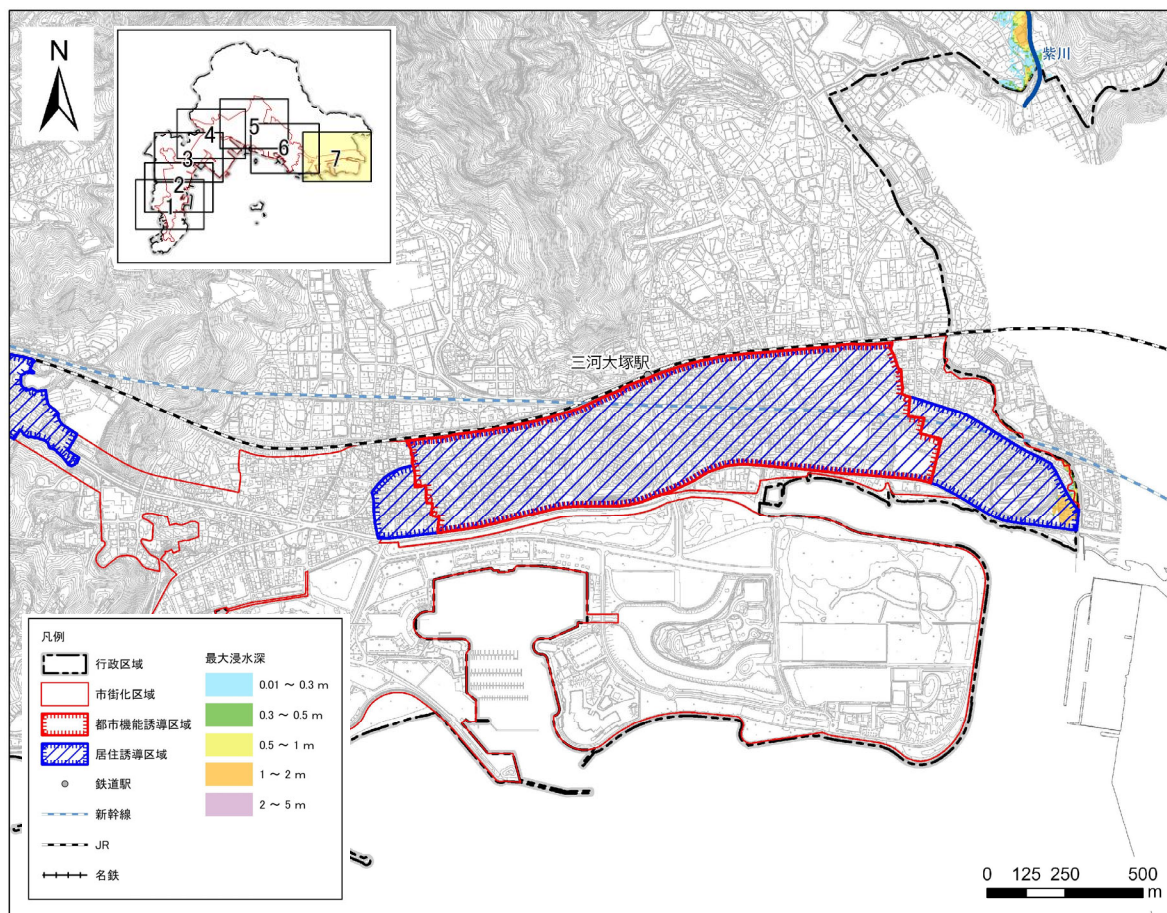 N
1
2
3
4
5
6
7
紫川
三河大塚駅
凡例
行政区域
市街化区域
都市機能誘導区域
居住誘導区域
鉄道駅
新幹線
JR
名鉄
最大浸水深
0.01 ～ 0.3 m
0.3 ～ 0.5 m
0.5 ～ 1 m
1 ～ 2 m
2 ～ 5 m
0 125 250 500
m